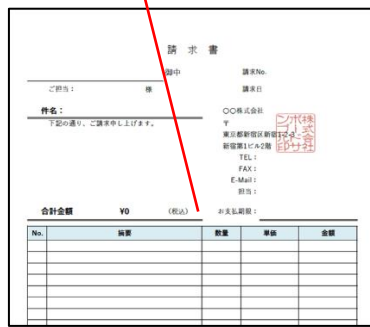 請 求 書
御中 請求No.
ご担当： 様 請求日
件名： 〇〇株式会社
下記の通り、ご請求申し上げます。 〒
東京都新宿区新宿1-2-3
新宿第1ビル2階
TEL：
FAX：
E-Mail：
担当：
合計金額 ¥0 （税込） お支払期限：
No. 摘要 数量 単価 金額